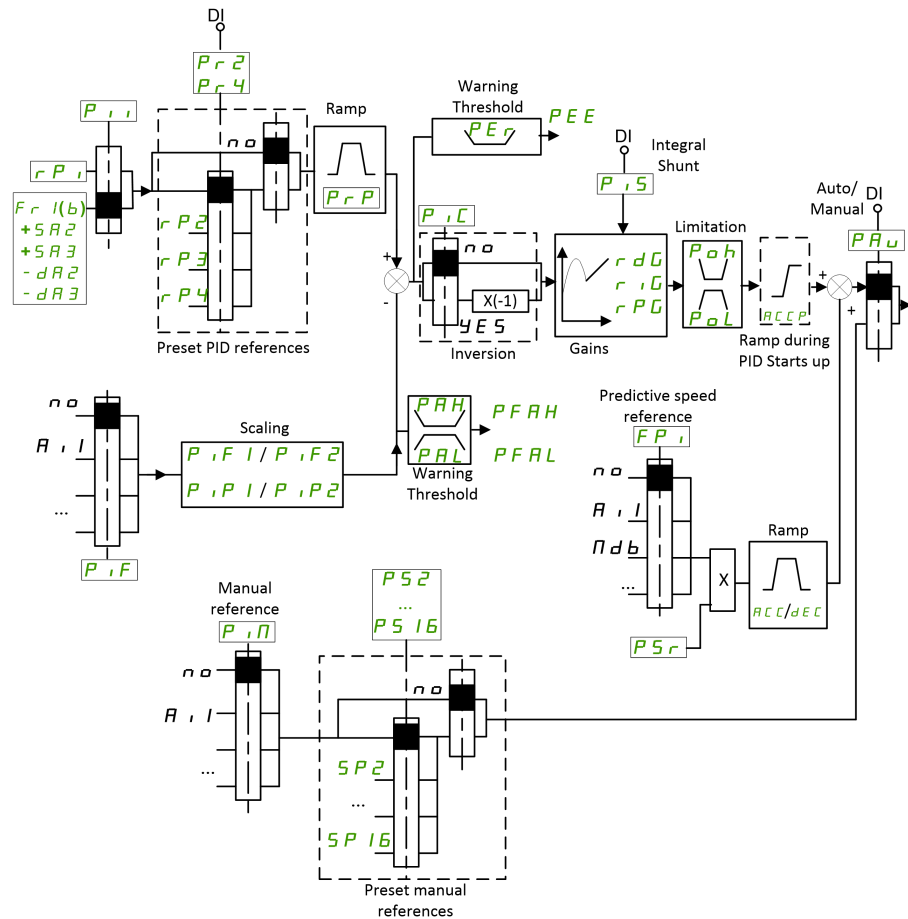 DI
Pr2
Pr4
Pii
no
Ramp
PrP
rPi
Fr1(b)
+SA2
+SA3
-dA2
-dA3
rP2
rP3
rP4
Preset PID references
Warning
Threshold
PEr
PEE
DI
Integral
Shunt
PiS
PiC
no
X(-1)
YES
Inversion
+
-
rdG
riG
rPG
Gains
Limitation
Poh
PoL
ACCP
Ramp during
PID Starts up
Auto/
Manual
DI
PAu
+
+
no
Ai1
...
PiF
Scaling
PiF1/PiF2
PiP1/PiP2
PAH
PAL
Warning
Threshold
PFAH
PFAL
Predictive speed
reference
FPi
no
Ai1
Mdb
...
X
PSr
Ramp
ACC/dEC
Manual
reference
PiM
no
Ai1
...
PS2
...
PS16
no
SP2
...
SP16
Preset manual
references